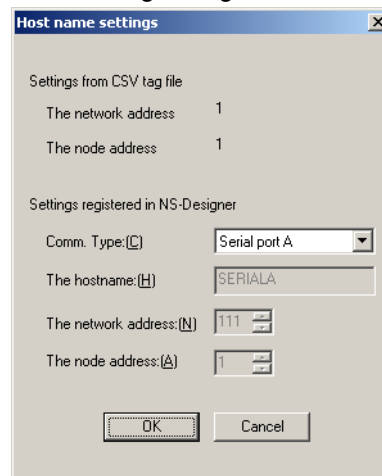 Host name settings
Settings from CSV tag file
The network address 1
The node address 1
Settings registered in NS-Designer
Comm. Type:(C) Serial port A
The hostname:(H) SERIALA
The network address:(N) 111
The node address:(A) 1
OK Cancel